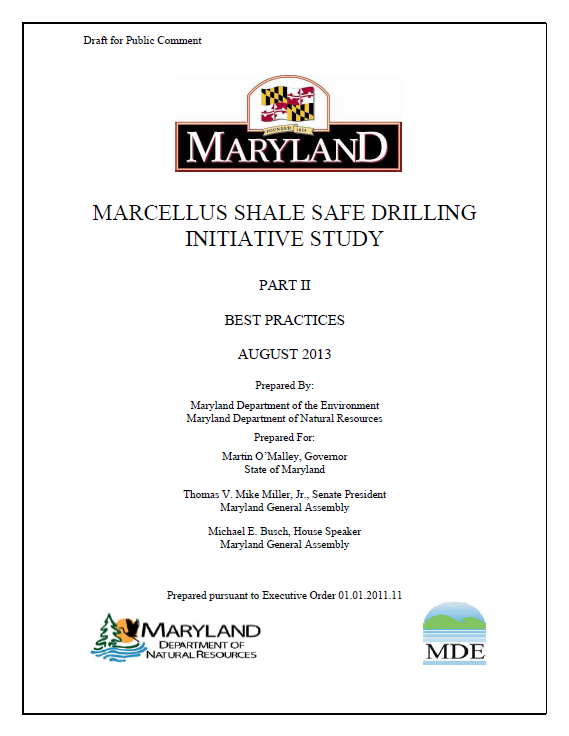 Draft for Public Comment
FOUNDED 1634
MARYLAND
MARCELLUS SHALE SAFE DRILLING
INITIATIVE STUDY
PART II
BEST PRACTICES
AUGUST 2013
Prepared By:
Maryland Department of the Environment
Maryland Department of Natural Resources
Prepared For:
Martin O’Malley, Governor
State of Maryland
Thomas V. Mike Miller, Jr., Senate President
Maryland General Assembly
Michael E. Busch, House Speaker
Maryland General Assembly
Prepared pursuant to Executive Order 01.01.2011.11
MARYLAND
DEPARTMENT OF
NATURAL RESOURCES
MDE